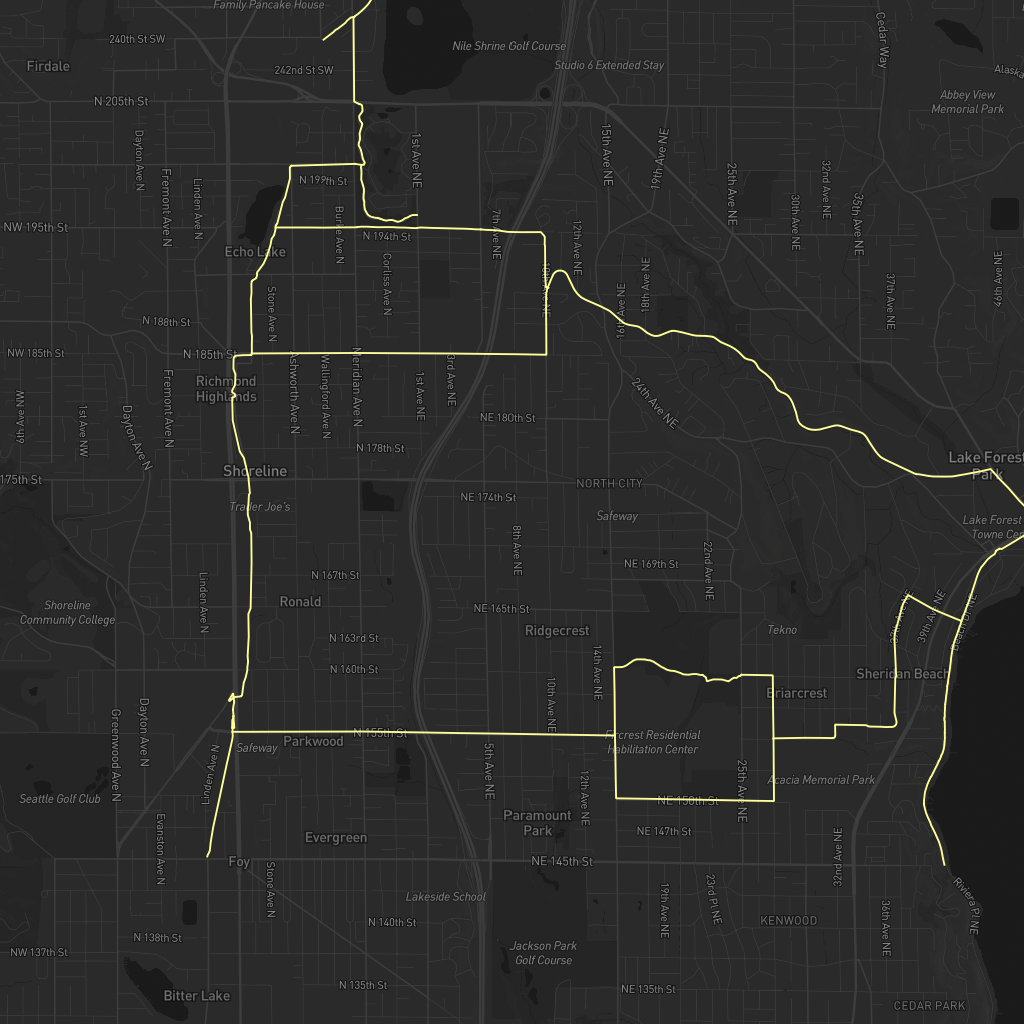 Family Pancake House
240th St SW
Nile Shrine Golf Course
Cedar Way
Firdale
242nd St SW
Studio 6 Extended Stay
Alaska
N 205th St
Abbey View
Memorial Park
Dayton Ave N
1st Ave NE
15th Ave NE
19th Ave NE
Fremont Ave N
Linden Ave N
N 199th St
25th Ave NE
32nd Ave NE
30th Ave NE
35th Ave NE
NW 195th St
Burke Ave N
N 194th St
7th Ave NE
12th Ave NE
Echo Lake
Corliss Ave N
10th Ave NE
18th Ave NE
16th Ave NE
37th Ave NE
46th Ave NE
Stone Ave N
N 188th St
NW 185th St
N 185th St
Richmond
Highlands
Ashworth Ave N
Wallingford Ave N
Meridian Ave N
1st Ave NE
3rd Ave NE
24th Ave NE
6th Ave NW
1st Ave NW
Dayton Ave N
Fremont Ave N
NE 180th St
N 178th St
Lake Forest
Park
Shoreline
175th St
NORTH CITY
NE 174th St
Trader Joe's
Safeway
Lake Forest
Towne Cen
8th Ave NE
22nd Ave NE
NE 169th St
N 167th St
Linden Ave N
Ronald
Shoreline
Community College
NE 165th St
37th Ave NE
39th Ave NE
Beach Dr NE
Ridgecrest
Tekno
N 163rd St
14th Ave NE
N 160th St
Sheridan Beach
10th Ave NE
Briarcrest
Greenwood Ave N
Dayton Ave N
N 155th St
Fircrest Residential
Habilitation Center
Parkwood
Safeway
Linden Ave N
5th Ave NE
12th Ave NE
25th Ave NE
Acacia Memorial Park
Seattle Golf Club
NE 150th St
Evanston Ave N
Paramount
Park
NE 147th St
32nd Ave NE
Evergreen
Foy
NE 145th St
Stone Ave N
Lakeside School
19th Ave NE
23rd Pl NE
Riviera Pl NE
36th Ave NE
N 140th St
KENWOOD
N 138th St
NW 137th St
Jackson Park
Golf Course
N 135th St
NE 135th St
Bitter Lake
CEDAR PARK